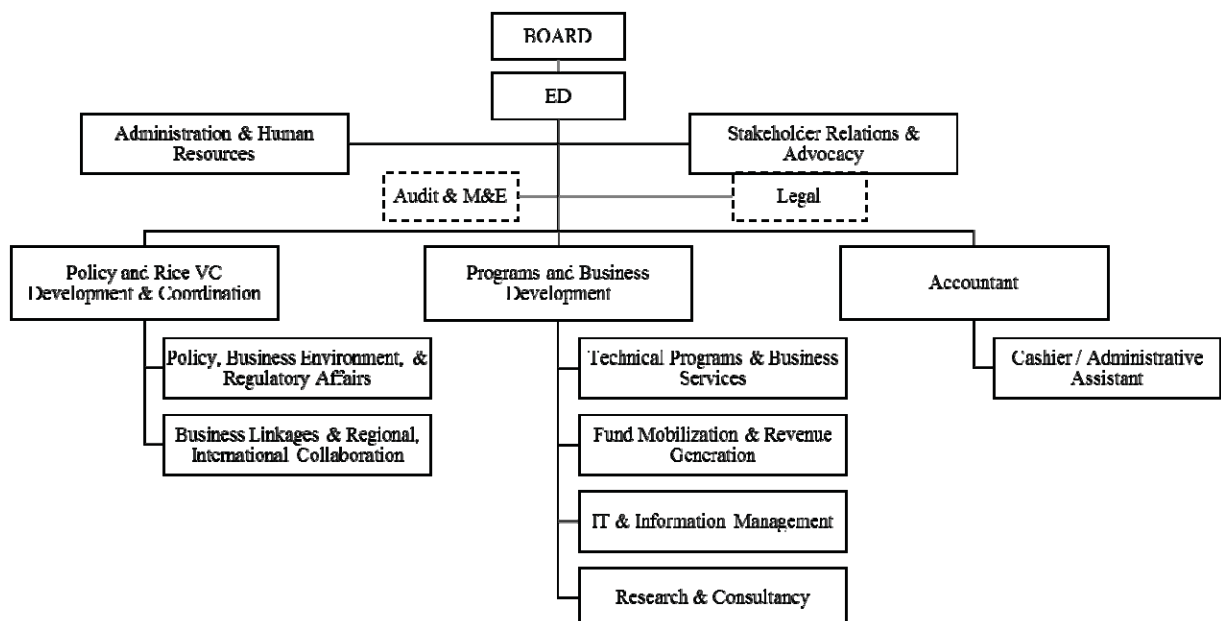 BOARD
ED
Administration & Human
Resources
Stakeholder Relations &
Advocacy
Audit & M&E
Legal
Policy and Rice VC
Development & Coordination
Programs and Business
Development
Accountant
Policy, Business Environment, &
Regulatory Affairs
Business Linkages & Regional,
International Collaboration
Technical Programs & Business
Services
Fund Mobilization & Revenue
Generation
IT & Information Management
Research & Consultancy
Cashier / Administrative
Assistant